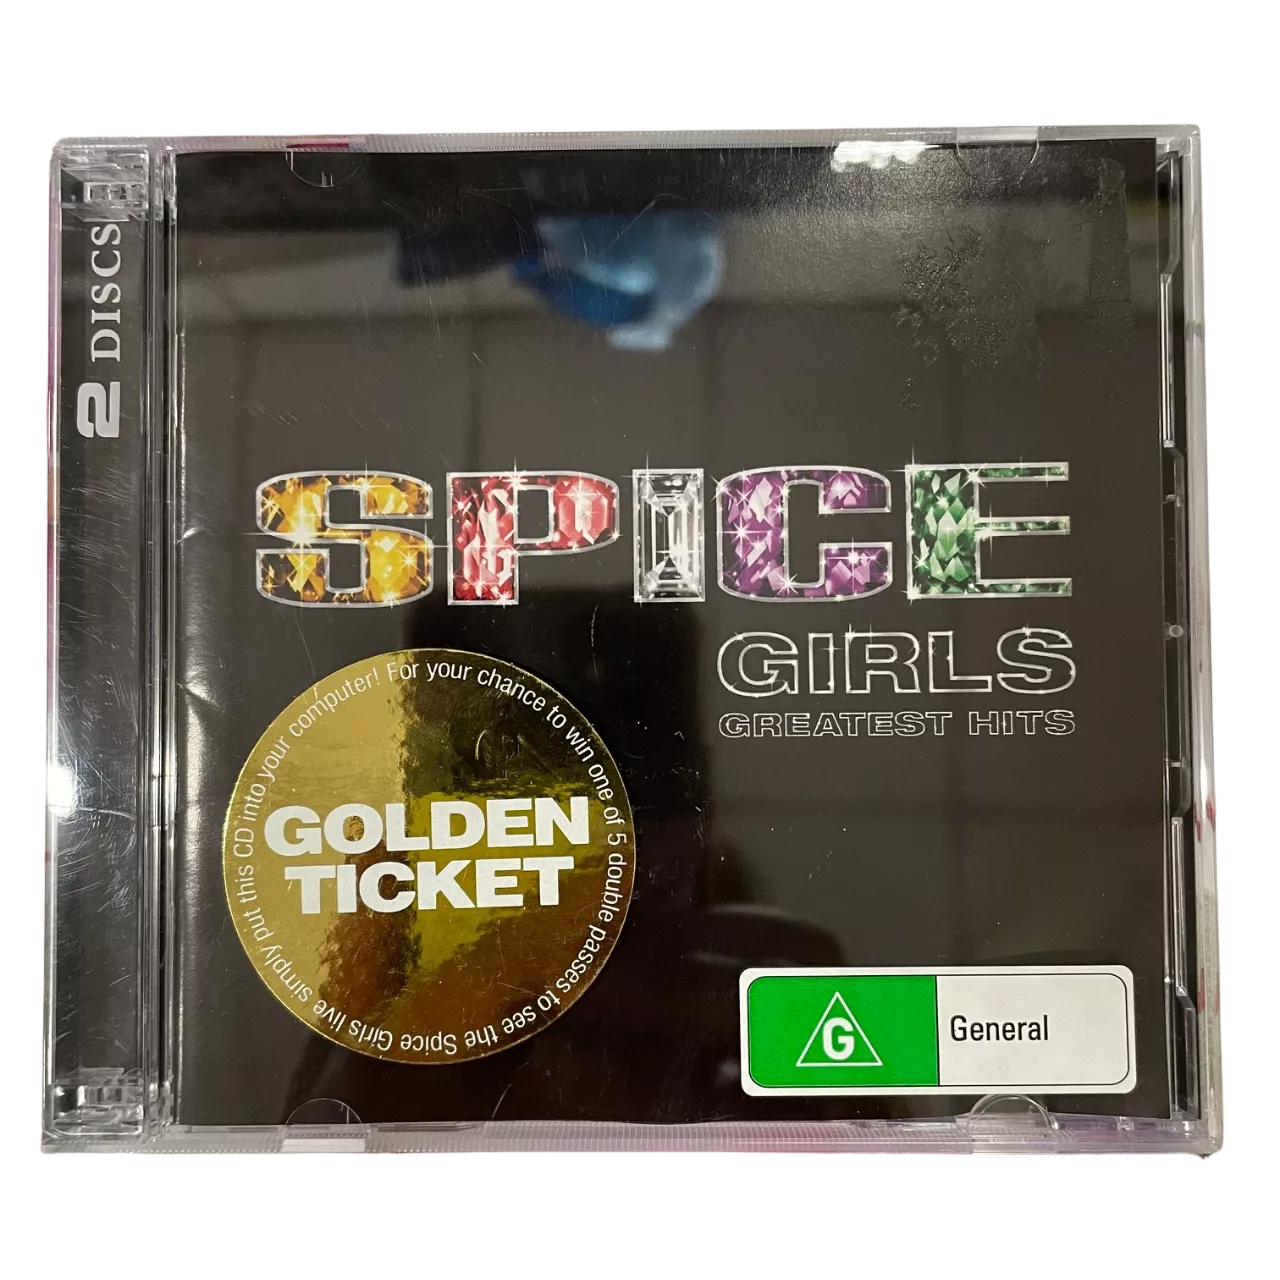 2 DISCS
SPICE
GIRLS
GREATEST HITS
For your chance to win one of 5 double passes to see the Spice Girls live simply put this CD into your computer!
GOLDEN
TICKET
G
General